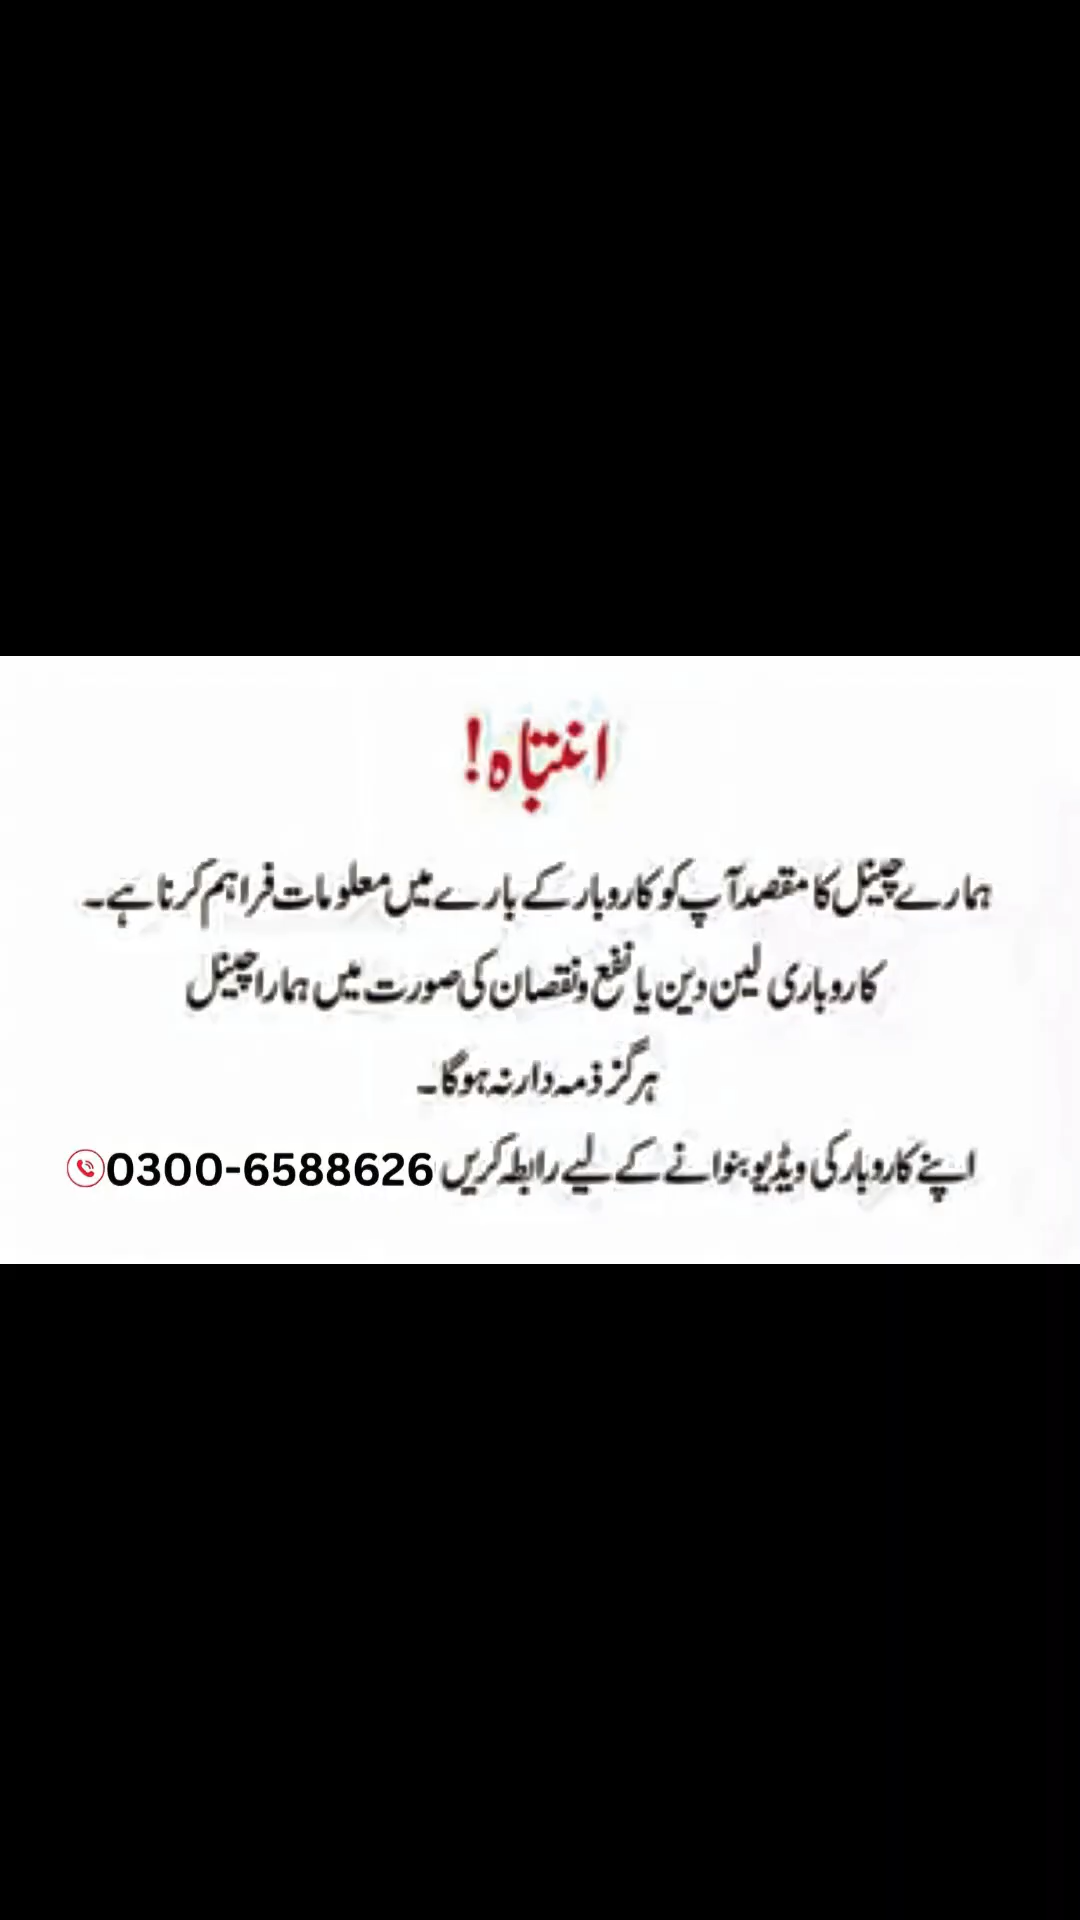 انتباہ!
ہمارے چینل کا مقصد آپ کو کاروبار کے بارے میں معلومات فراہم کرنا ہے۔
کاروباری لین دین یا نفع و نقصان کی صورت میں ہمارا چینل
ہرگز ذمہ دار نہ ہوگا۔
اپنے کاروبار کی ویڈیو بنوانے کے لیے رابطہ کریں 0300-6588626